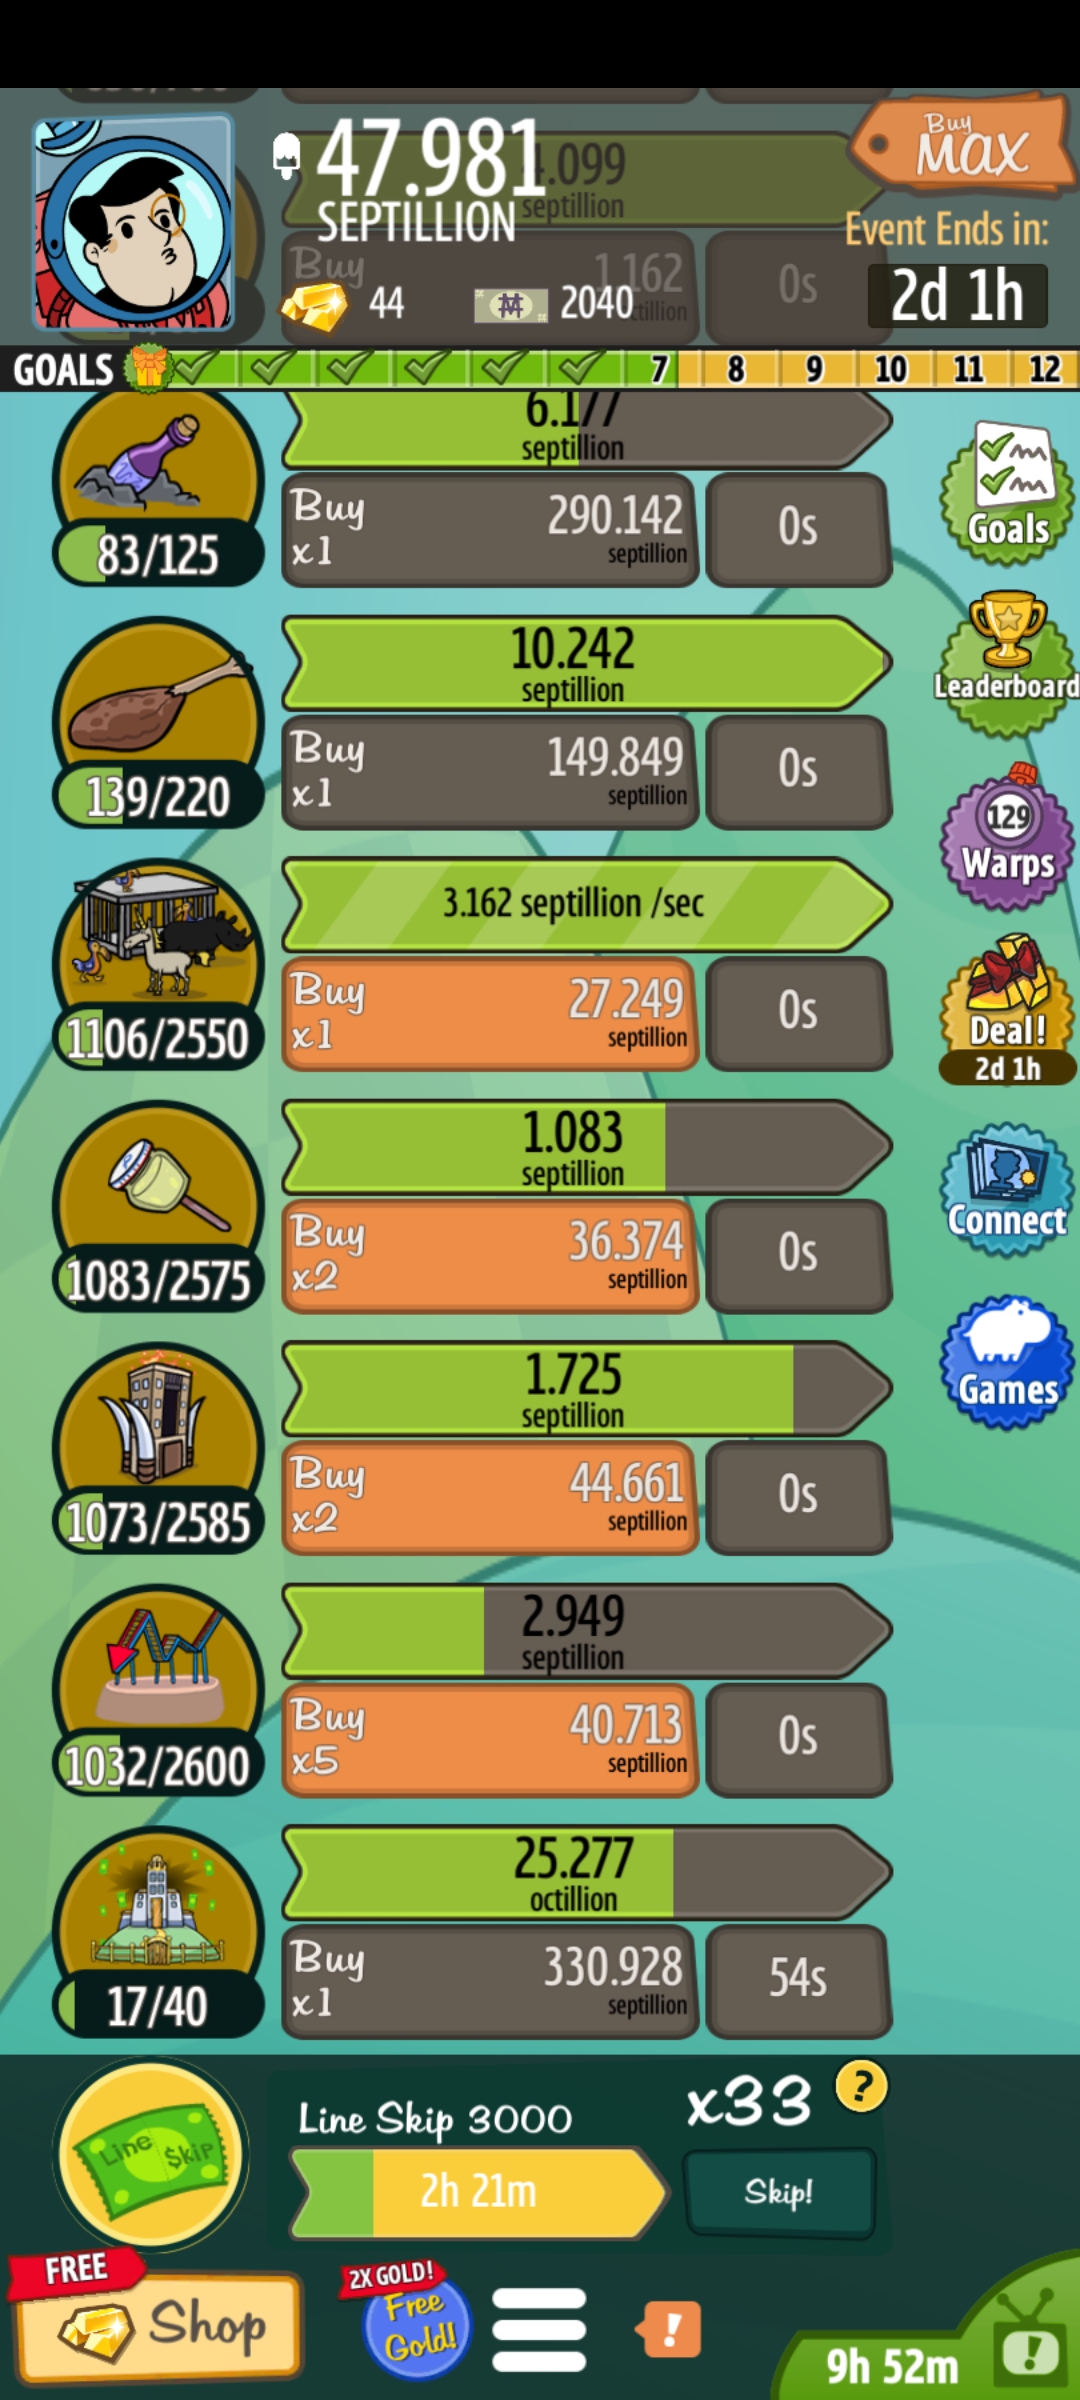 47.981
SEPTILLION
4.099
septillion
Buy
MAX
Event Ends in:
2d 1h
Buy
1.162
0s
44
2040
GOALS 7 8 9 10 11 12
6.177
septillion
Buy
x1
290.142
septillion
0s
83/125
Goals
10.242
septillion
Buy
x1
149.849
septillion
0s
139/220
Leaderboard
129
Warps
3.162 septillion /sec
Buy
x1
27.249
septillion
0s
1106/2550
Deal!
2d 1h
1.083
septillion
Buy
x2
36.374
septillion
0s
1083/2575
Connect
1.725
septillion
Buy
x2
44.661
septillion
0s
1073/2585
Games
2.949
septillion
Buy
x5
40.713
septillion
0s
1032/2600
25.277
octillion
Buy
x1
330.928
septillion
54s
17/40
Line $kip
Line Skip 3000
x33
?
2h 21m
Skip!
FREE
Shop
2X GOLD!
Free
Gold!
!
9h 52m
!